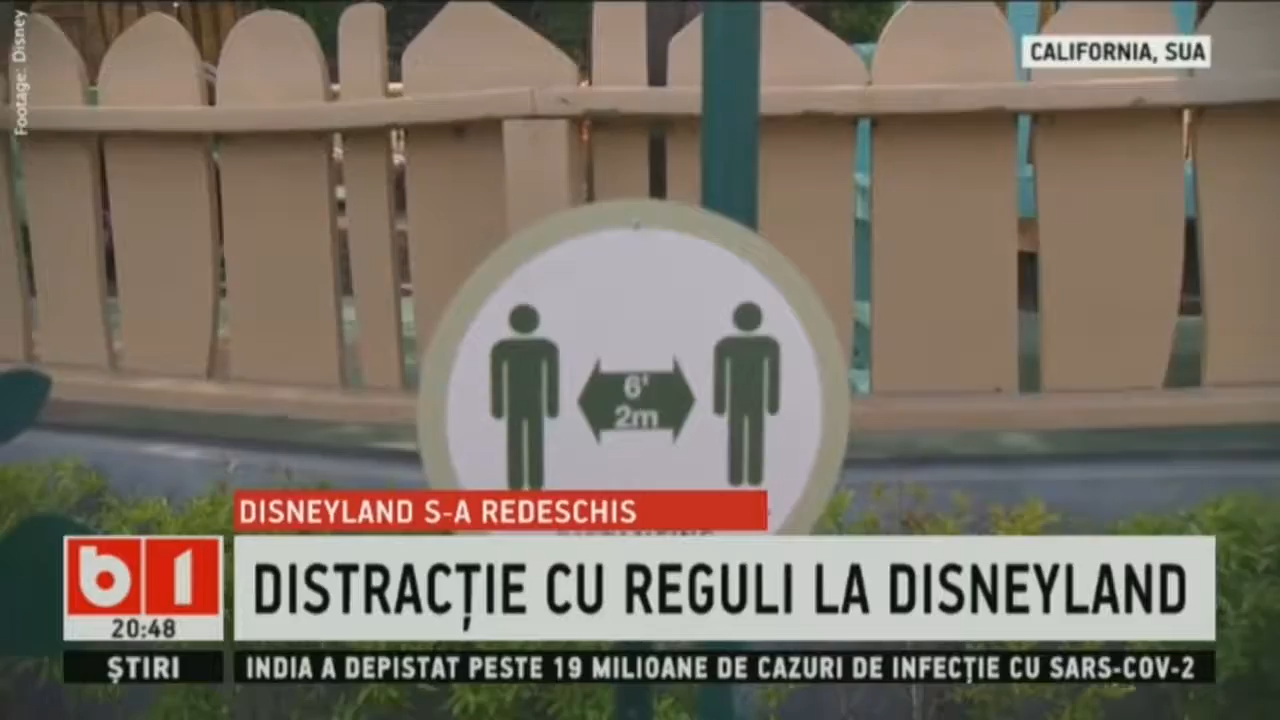 Footage: Disney
CALIFORNIA, SUA
6'
2m
DISNEYLAND S-A REDESCHIS
b1
DISTRACȚIE CU REGULI LA DISNEYLAND
20:48
ȘTIRI
INDIA A DEPISTAT PESTE 19 MILIOANE DE CAZURI DE INFECȚIE CU SARS-COV-2